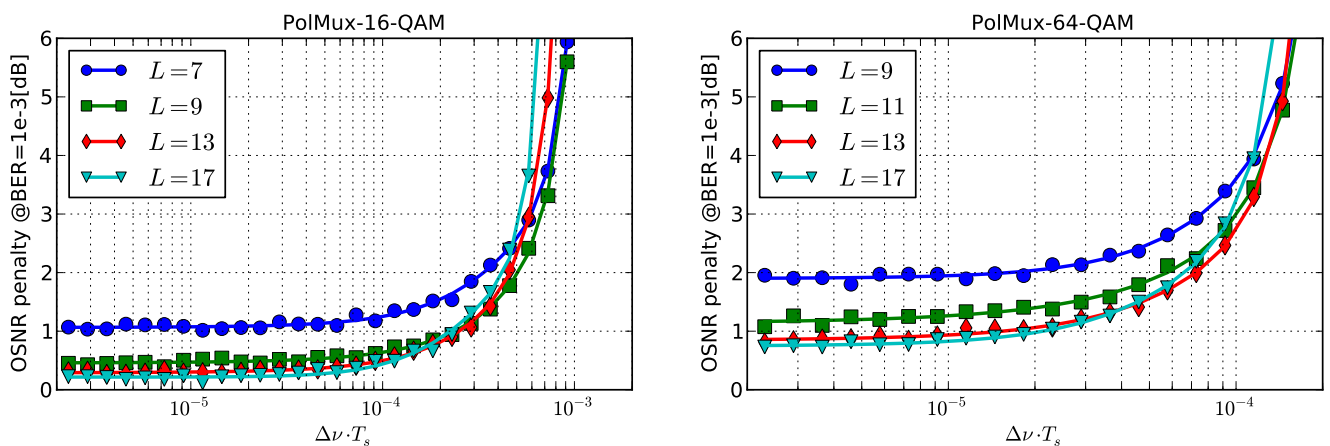 PolMux-16-QAM
OSNR penalty @BER=1e-3[dB]
6
5
4
3
2
1
0
L=7
L=9
L=13
L=17
10⁻⁵
10⁻⁴
10⁻³
Δν·Tₛ
PolMux-64-QAM
OSNR penalty @BER=1e-3[dB]
6
5
4
3
2
1
0
L=9
L=11
L=13
L=17
10⁻⁵
10⁻⁴
Δν·Tₛ